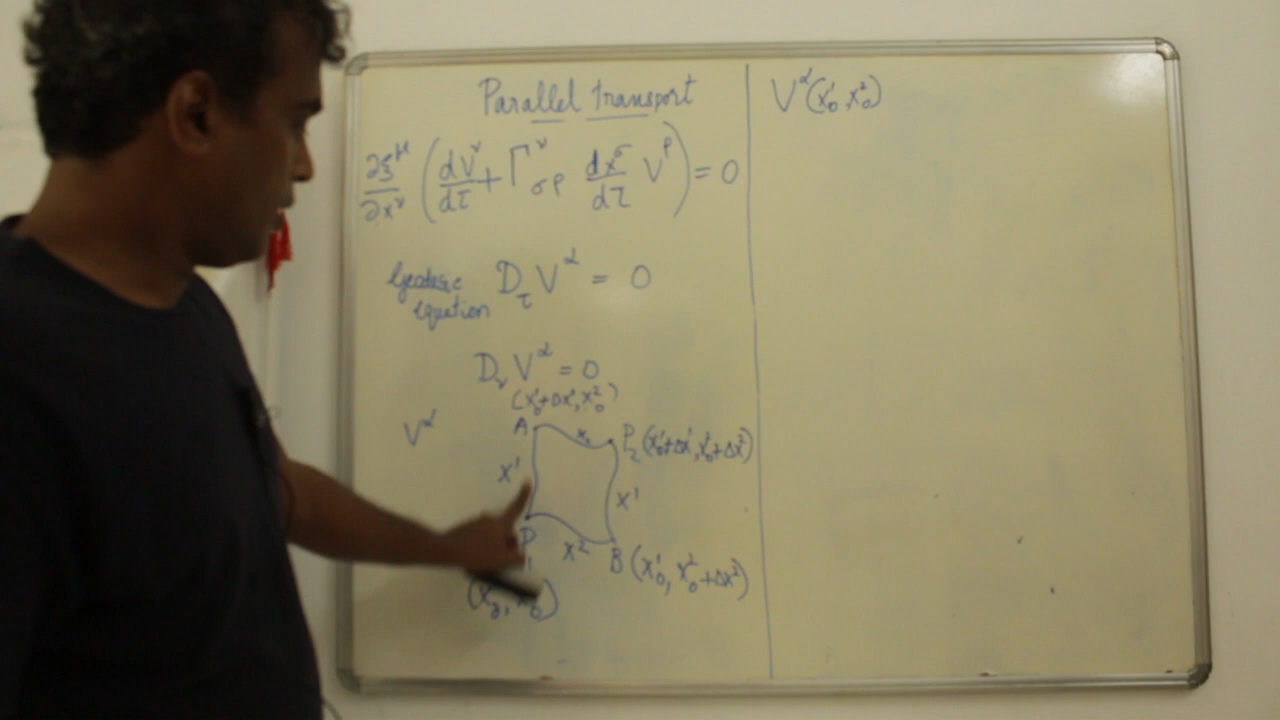 Parallel transport
∂ξ^μ/∂x^ν (dV^ν/dτ + Γ^ν_σρ dx^σ/dτ V^ρ) = 0
Geodesic equation D_τ V^α = 0
D_ν V^α = 0
(x^1_0+Δx^1, x^2_0)
V^α
A
P_2 (x^1_0+Δx^1, x^2_0+Δx^2)
x^1
x^1
P_1
x^2
B (x^1_0, x^2_0+Δx^2)
V^α(x^1_0, x^2_0)